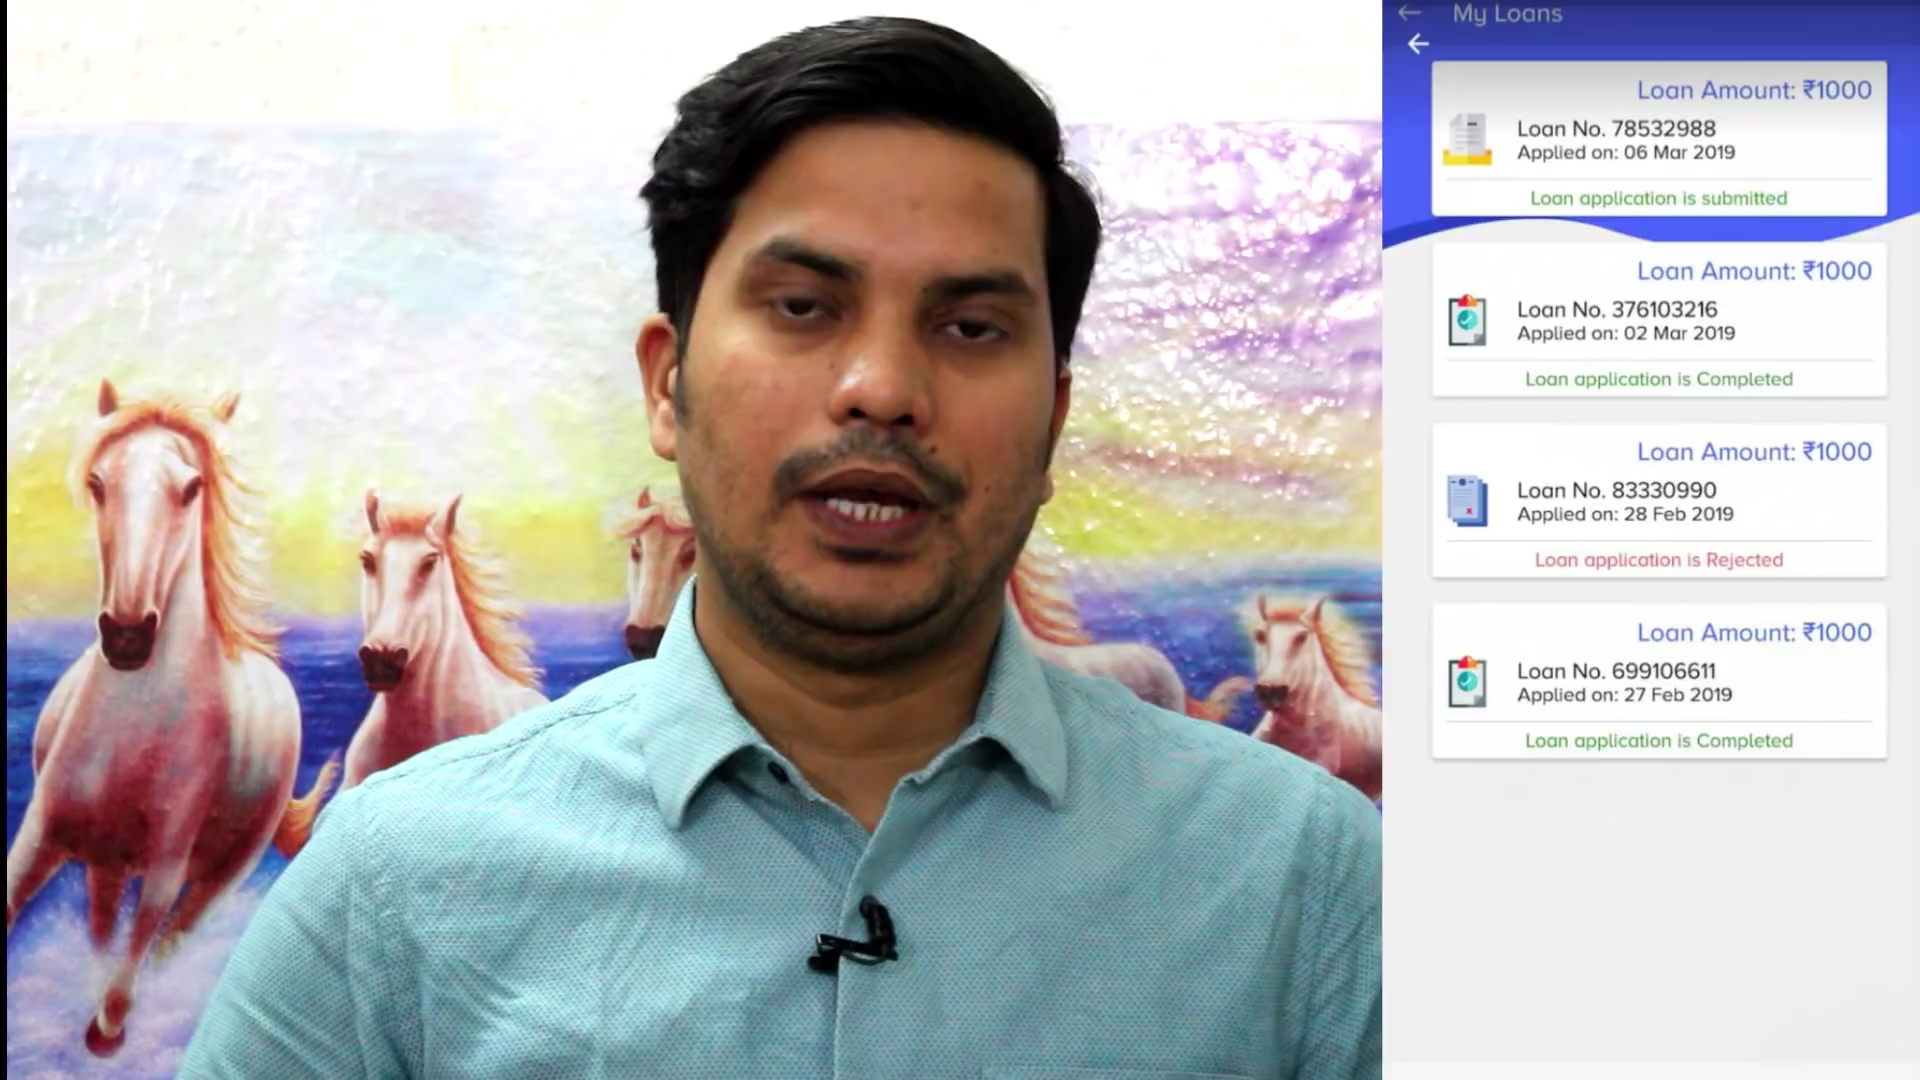 My Loans
Loan Amount: ₹1000
Loan No. 78532988
Applied on: 06 Mar 2019
Loan application is submitted
Loan Amount: ₹1000
Loan No. 376103216
Applied on: 02 Mar 2019
Loan application is Completed
Loan Amount: ₹1000
Loan No. 83330990
Applied on: 28 Feb 2019
Loan application is Rejected
Loan Amount: ₹1000
Loan No. 699106611
Applied on: 27 Feb 2019
Loan application is Completed